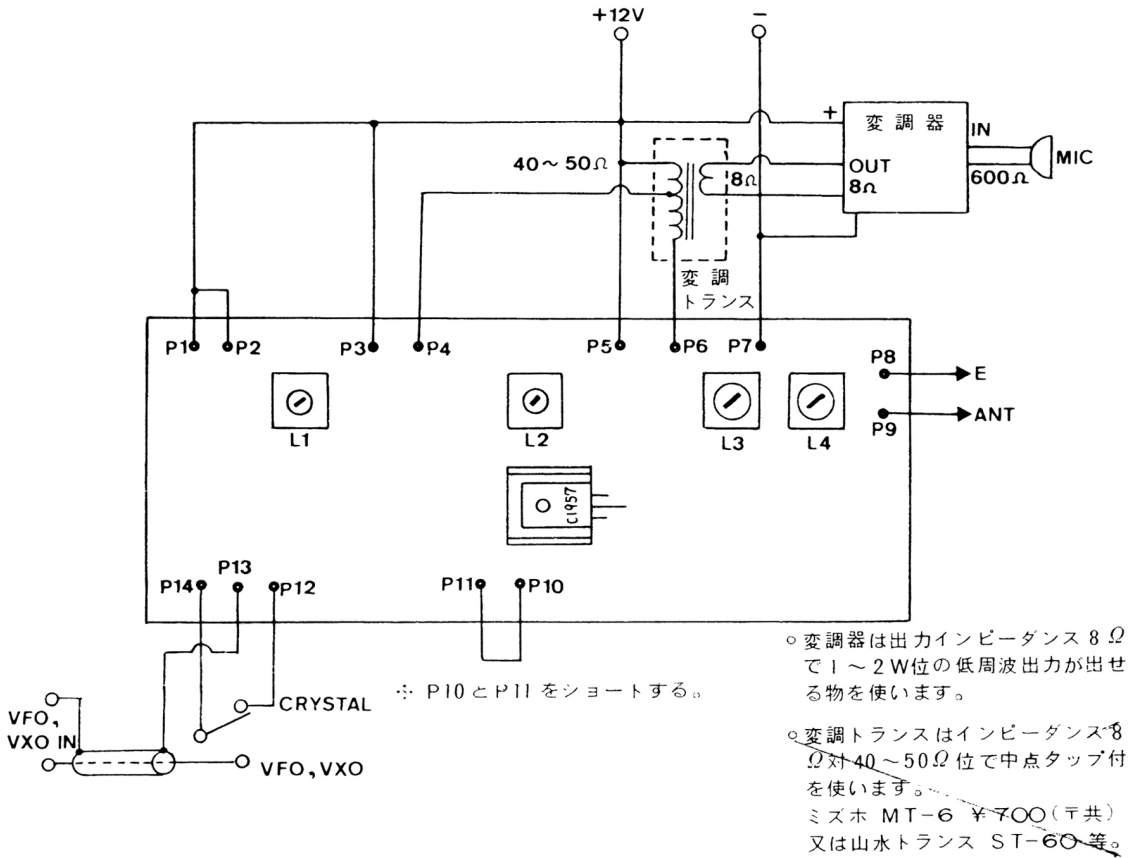 +12V
−
変調器
+
IN
MIC
600Ω
OUT
8Ω
40～50Ω
8Ω
変調
トランス
P1
P2
P3
P4
P5
P6
P7
P8
E
P9
ANT
L1
L2
L3
L4
C1957
P14
P13
P12
P11
P10
CRYSTAL
VFO,
VXO IN
VFO,VXO
※ P10とP11をショートする。
○変調器は出力インピーダンス8Ω
で1～2W位の低周波出力が出せ
る物を使います。
○変調トランスはインピーダンス8
Ω対40～50Ω位で中点タップ付
を使います。
ミズホ MT-6 ¥700(〒共)
又は山水トランス ST-60等。